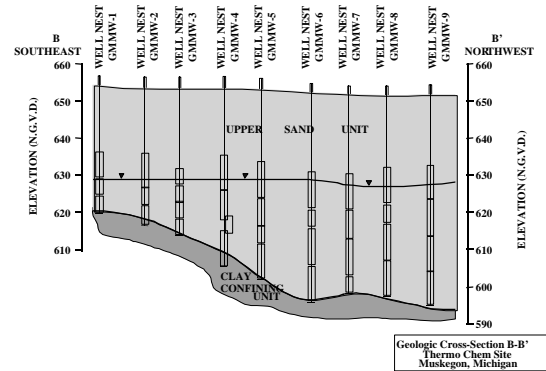 B
SOUTHEAST
WELL NEST
GMMW-1
WELL NEST
GMMW-2
WELL NEST
GMMW-3
WELL NEST
GMMW-4
WELL NEST
GMMW-5
WELL NEST
GMMW-6
WELL NEST
GMMW-7
WELL NEST
GMMW-8
WELL NEST
GMMW-9
B'
NORTHWEST
660
650
630
630
620
610
ELEVATION (N.G.V.D.)
UPPER SAND UNIT
CLAY
CONFINING
UNIT
660
650
630
630
620
610
600
590
ELEVATION (N.G.V.D.)
Geologic Cross-Section B-B'
Thermo Chem Site
Muskegon, Michigan